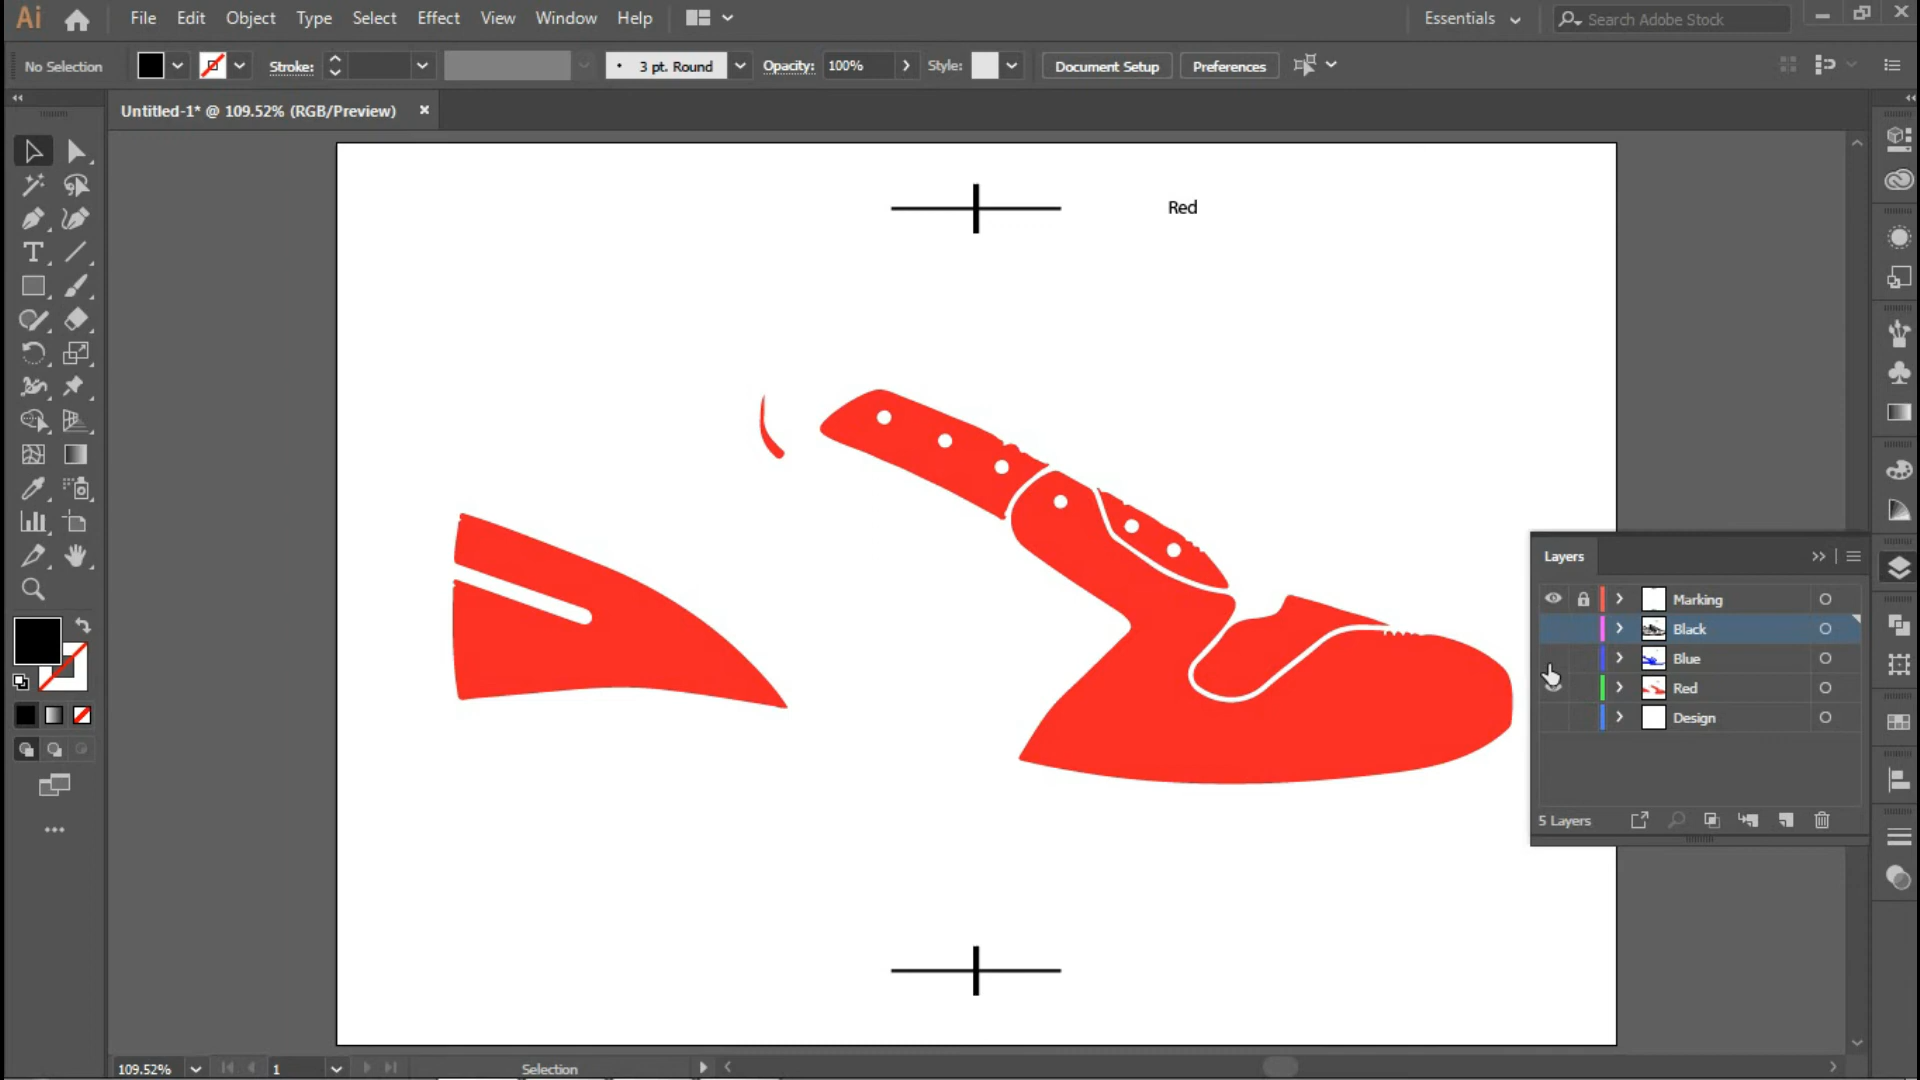 Ai File Edit Object Type Select Effect View Window Help Essentials Search Adobe Stock
No Selection Stroke: 3 pt. Round Opacity: 100% Style: Document Setup Preferences
Untitled-1* @ 109.52% (RGB/Preview)
Red
Layers
Marking
Black
Blue
Red
Design
5 Layers
109.52% 1 Selection